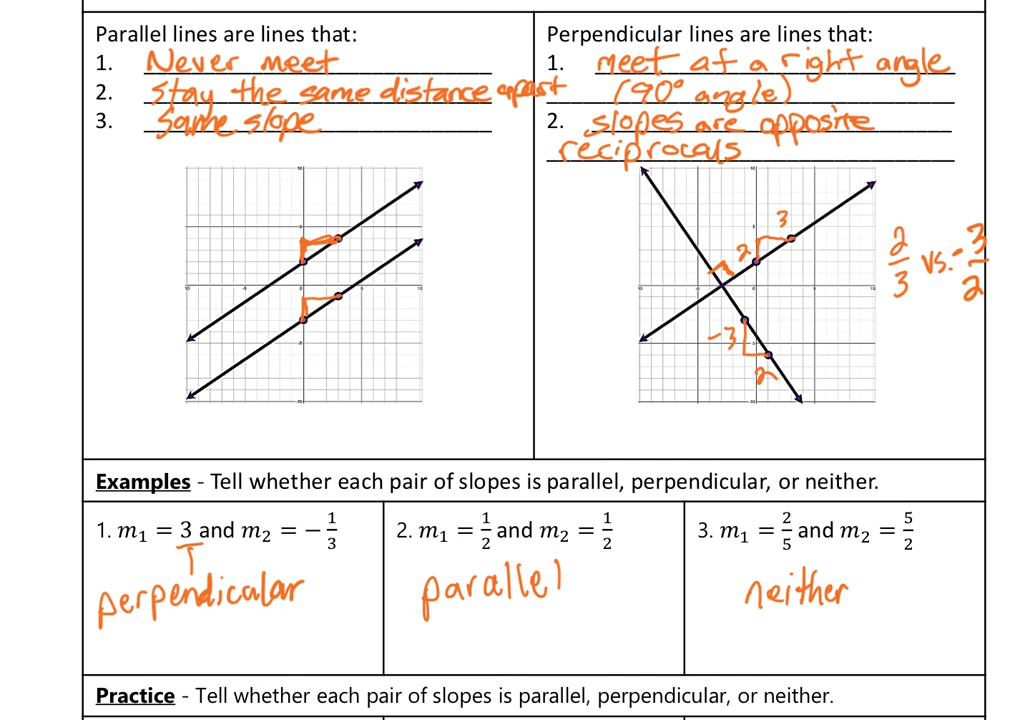 Parallel lines are lines that:
1. Never meet
2. Stay the same distance apart
3. Same slope
Perpendicular lines are lines that:
1. meet at a right angle
(90° angle)
2. slopes are opposite
reciprocals
3
2
-3
2
2/3 vs. -3/2
Examples - Tell whether each pair of slopes is parallel, perpendicular, or neither.
1. m₁ = 3 and m₂ = −1/3
perpendicular
2. m₁ = 1/2 and m₂ = 1/2
parallel
3. m₁ = 2/5 and m₂ = 5/2
neither
Practice - Tell whether each pair of slopes is parallel, perpendicular, or neither.